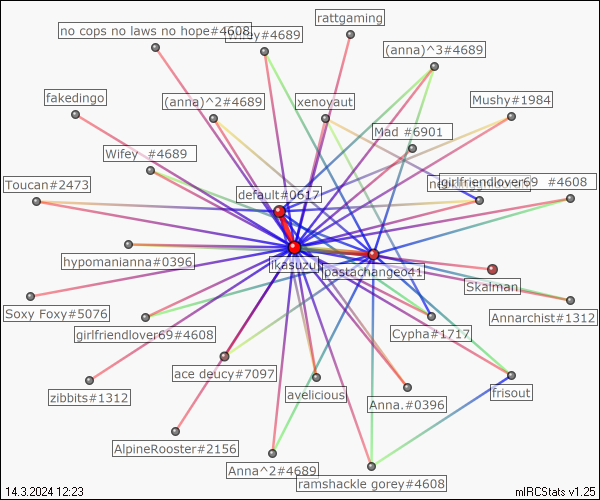 rattgaming
no cops no laws no hope#4608
Wifey#4689
(anna)^3#4689
fakedingo
(anna)^2#4689
xenoyaut
Mushy#1984
Mad #6901
Wifey  #4689
Toucan#2473
default#0617
girlfriendlover69  #4608
hypomanianna#0396
ikasuzu
pastachange041
Skalman
Soxy Foxy#5076
Annarchist#1312
girlfriendlover69#4608
Cypha#1717
ace deucy#7097
zibbits#1312
avelicious
Anna.#0396
frisout
AlpineRooster#2156
Anna^2#4689
ramshackle gorey#4608
14.3.2024 12:23
mIRCStats v1.25